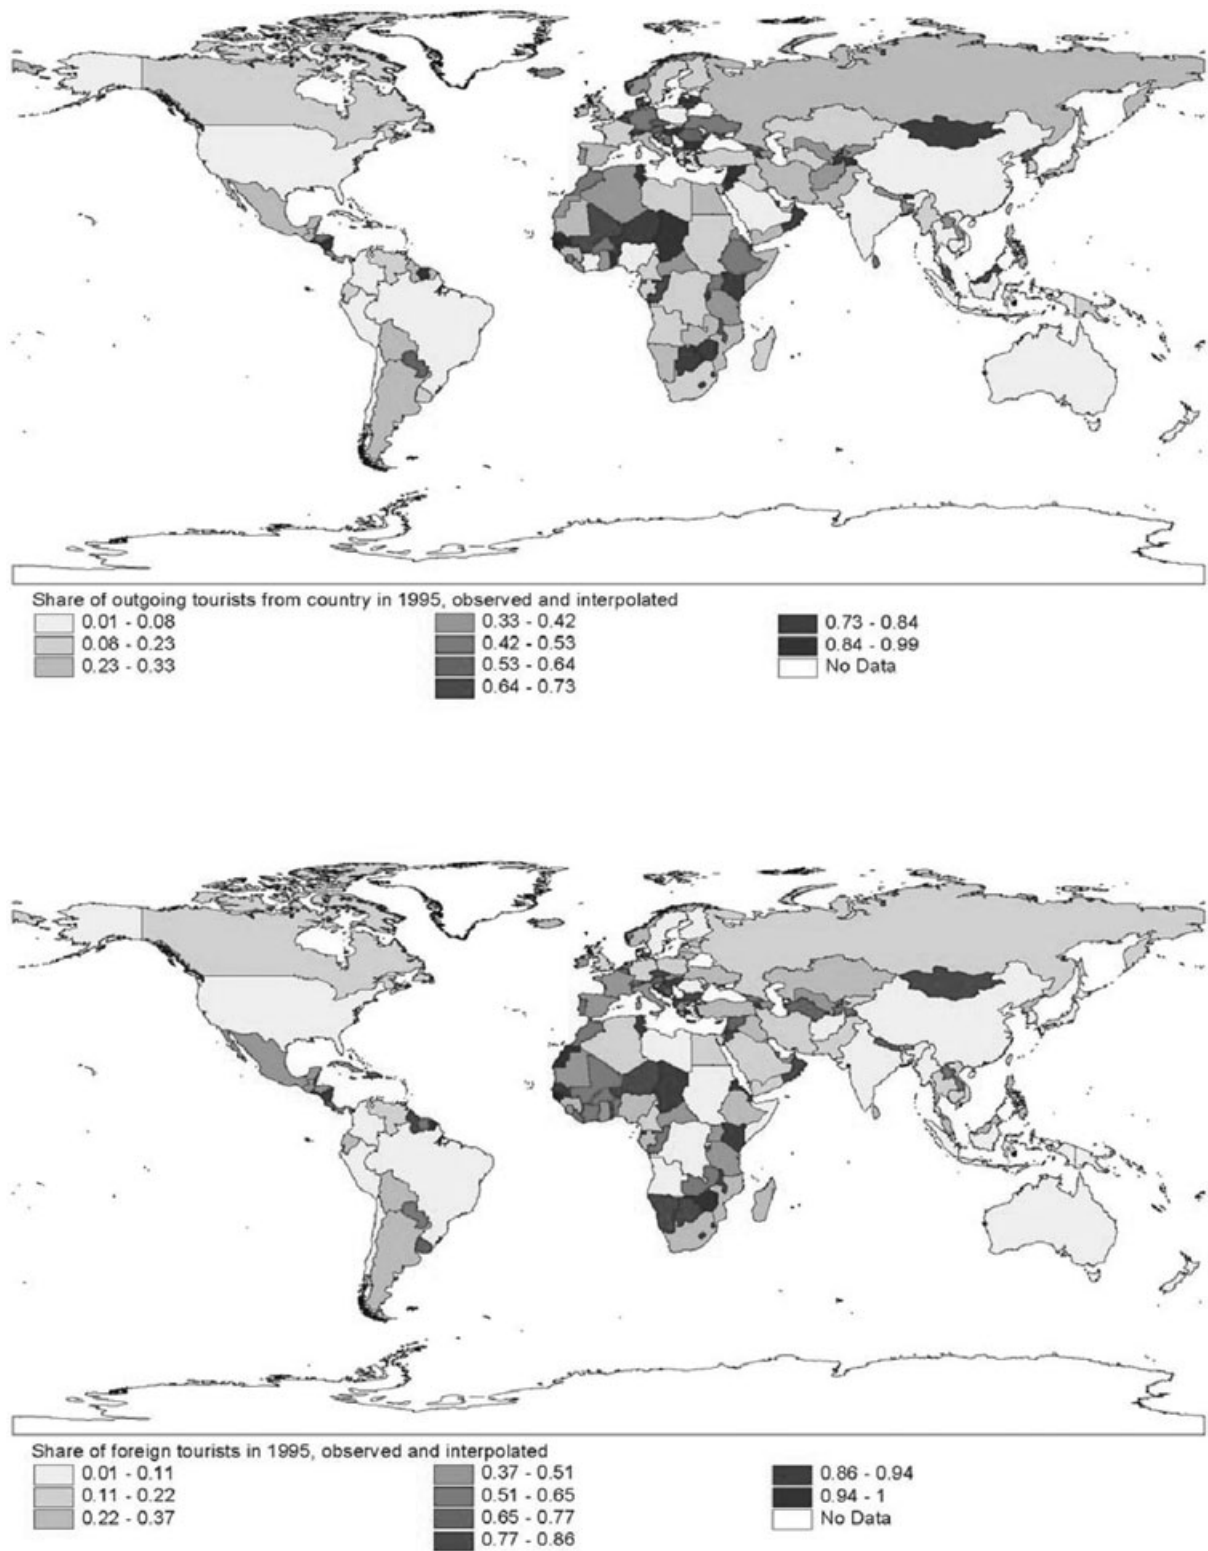 Share of outgoing tourists from country in 1995, observed and interpolated
0.01 - 0.08
0.08 - 0.23
0.23 - 0.33
0.33 - 0.42
0.42 - 0.53
0.53 - 0.64
0.64 - 0.73
0.73 - 0.84
0.84 - 0.99
No Data
Share of foreign tourists in 1995, observed and interpolated
0.01 - 0.11
0.11 - 0.22
0.22 - 0.37
0.37 - 0.51
0.51 - 0.65
0.65 - 0.77
0.77 - 0.86
0.86 - 0.94
0.94 - 1
No Data